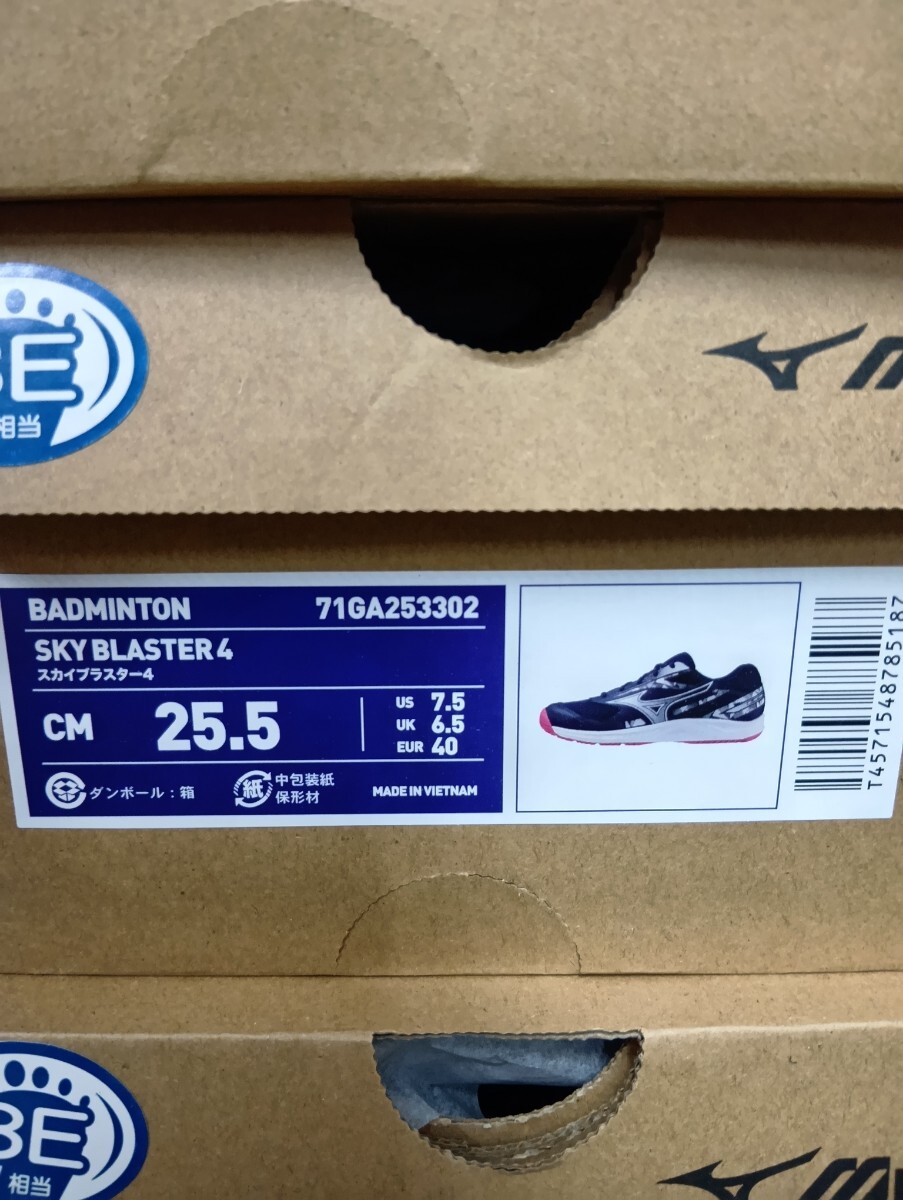 3E
相当
BADMINTON 71GA253302
SKY BLASTER 4
スカイブラスター4
CM 25.5
US 7.5
UK 6.5
EUR 40
ダンボール：箱
紙 中包装紙
保形材
MADE IN VIETNAM
T4571548785187
3E
相当